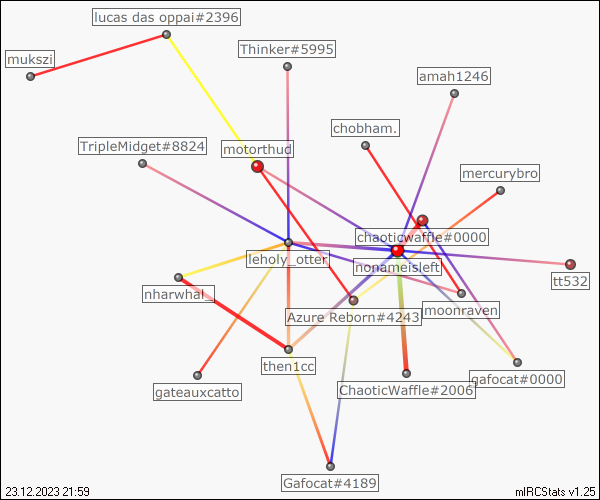 lucas das oppai#2396
mukszi
Thinker#5995
amah1246
chobham.
TripleMidget#8824
motorthud
mercurybro
chaoticwaffle#0000
leholy_otter
nonameisleft
tt532
nharwhal_
Azure Reborn#4243
moonraven
then1cc
gateauxcatto
ChaoticWaffle#2006
gafocat#0000
Gafocat#4189
23.12.2023 21:59
mIRCStats v1.25